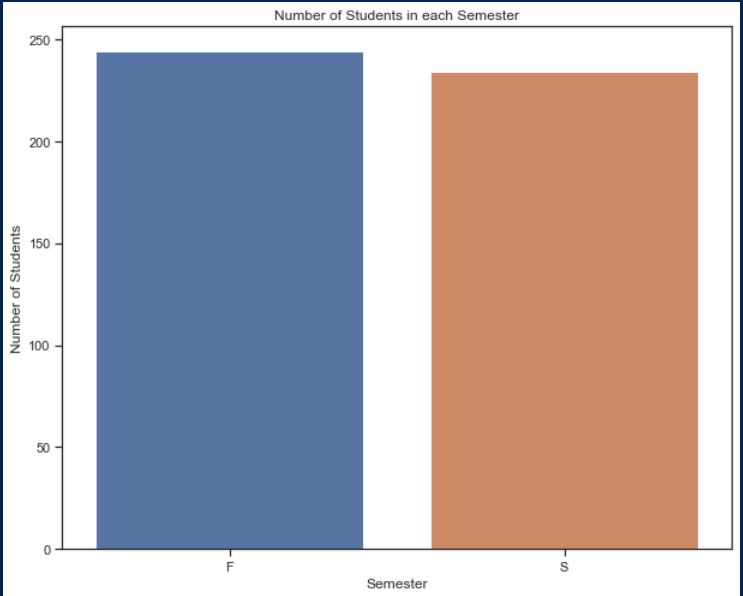 Number of Students in each Semester
250
200
150
100
50
0
Number of Students
F
S
Semester